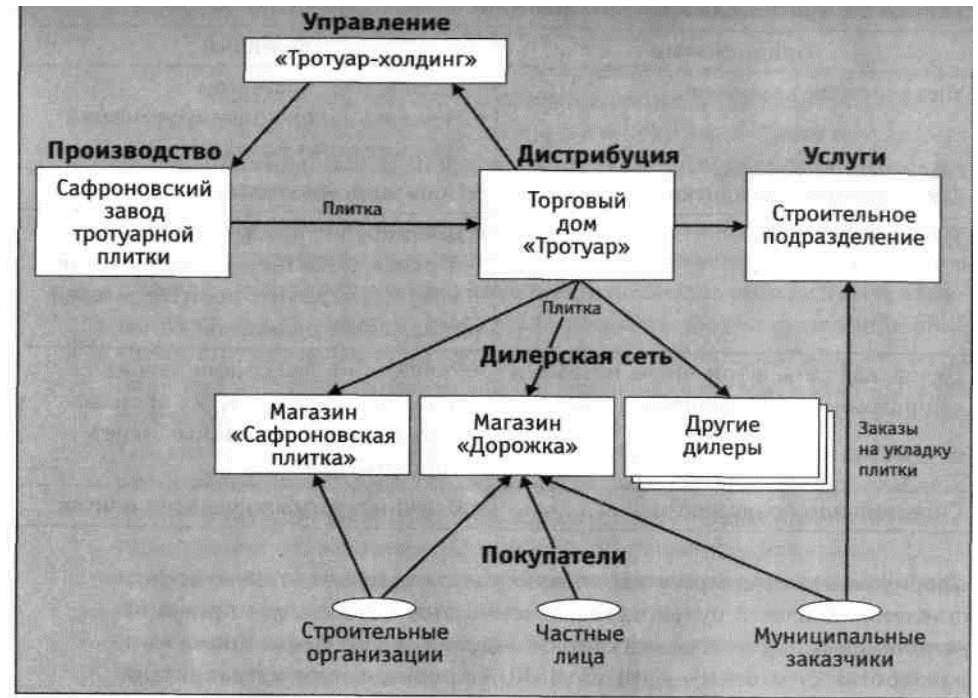 Управление
«Тротуар-холдинг»
Производство
Дистрибуция
Услуги
Сафроновский
завод
тротуарной
плитки
Плитка
Торговый
дом
«Тротуар»
Строительное
подразделение
Плитка
Дилерская сеть
Магазин
«Сафроновская
плитка»
Магазин
«Дорожка»
Другие
дилеры
Заказы
на укладку
плитки
Покупатели
Строительные
организации
Частные
лица
Муниципальные
заказчики